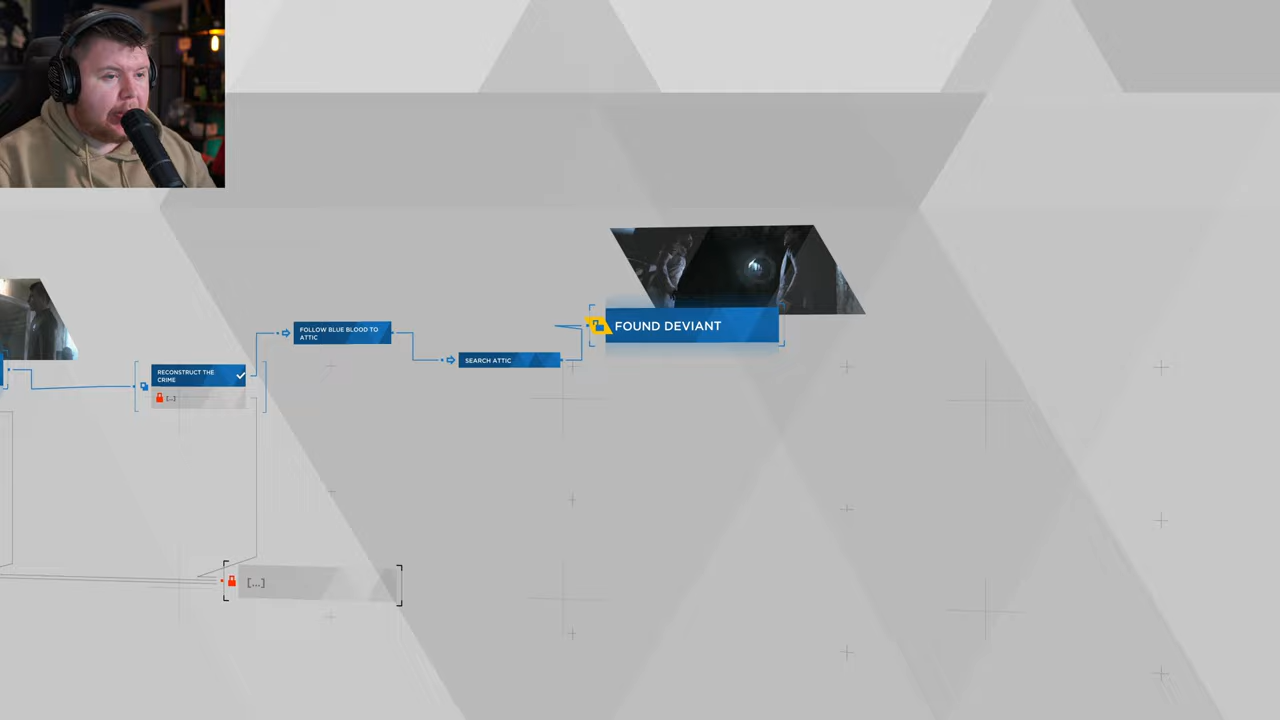 FOUND DEVIANT
FOLLOW BLUE BLOOD TO
ATTIC
SEARCH ATTIC
RECONSTRUCT THE
CRIME
[...]
[...]